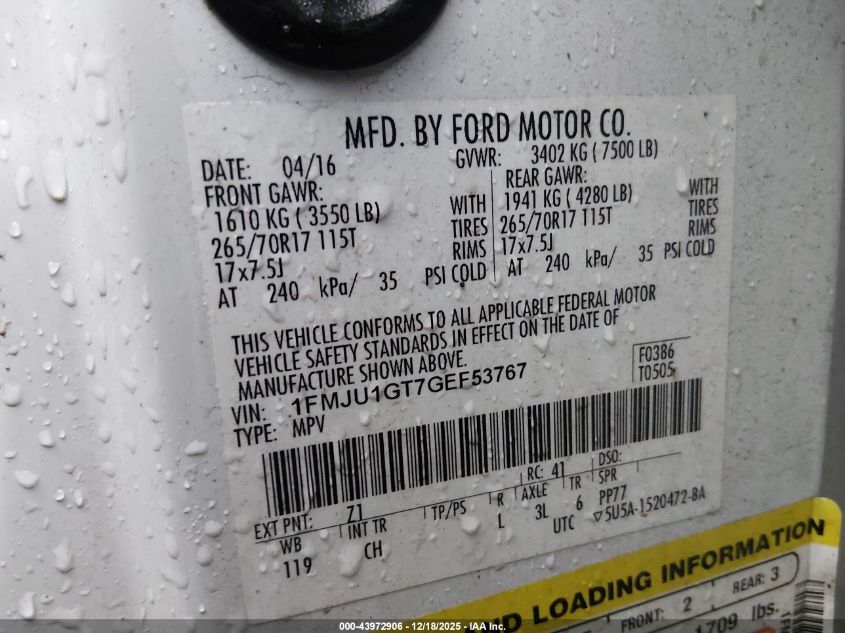 MFD. BY FORD MOTOR CO.
DATE: 04/16
GVWR: 3402 KG ( 7500 LB)
FRONT GAWR:
1610 KG ( 3550 LB) WITH
265/70R17 115T TIRES
17x7.5J RIMS
AT 240 kPa/ 35 PSI COLD
REAR GAWR:
1941 KG ( 4280 LB) WITH
265/70R17 115T TIRES
17x7.5J RIMS
AT 240 kPa/ 35 PSI COLD
THIS VEHICLE CONFORMS TO ALL APPLICABLE FEDERAL MOTOR
VEHICLE SAFETY STANDARDS IN EFFECT ON THE DATE OF
MANUFACTURE SHOWN ABOVE.
F0386
T0505
VIN: 1FMJU1GT7GEF53767
TYPE: MPV
RC: 41 DSO:
EXT PNT: Z1
WB INT TR TP/PS R AXLE TR SPR
119 CH L 3L 6 PP77
UTC ▽5U5A-1520472-BA
LOADING INFORMATION
FRONT: 2 REAR: 3
1709 lbs.
000-43972906 - 12/18/2025 - IAA Inc.